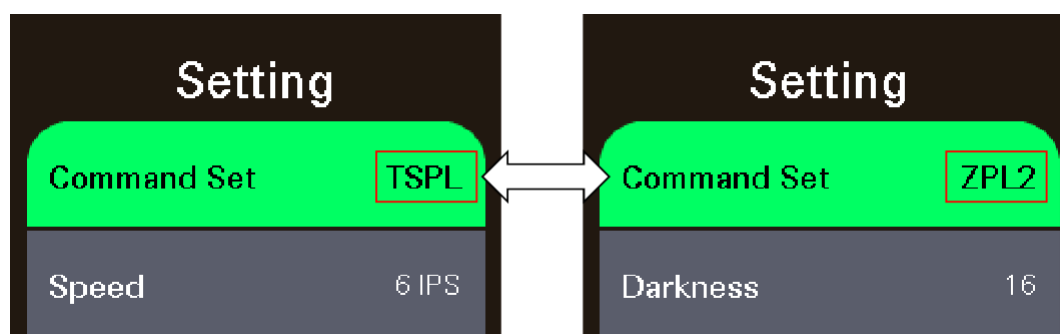 Setting
Command Set TSPL
Speed 6 IPS
Setting
Command Set ZPL2
Darkness 16